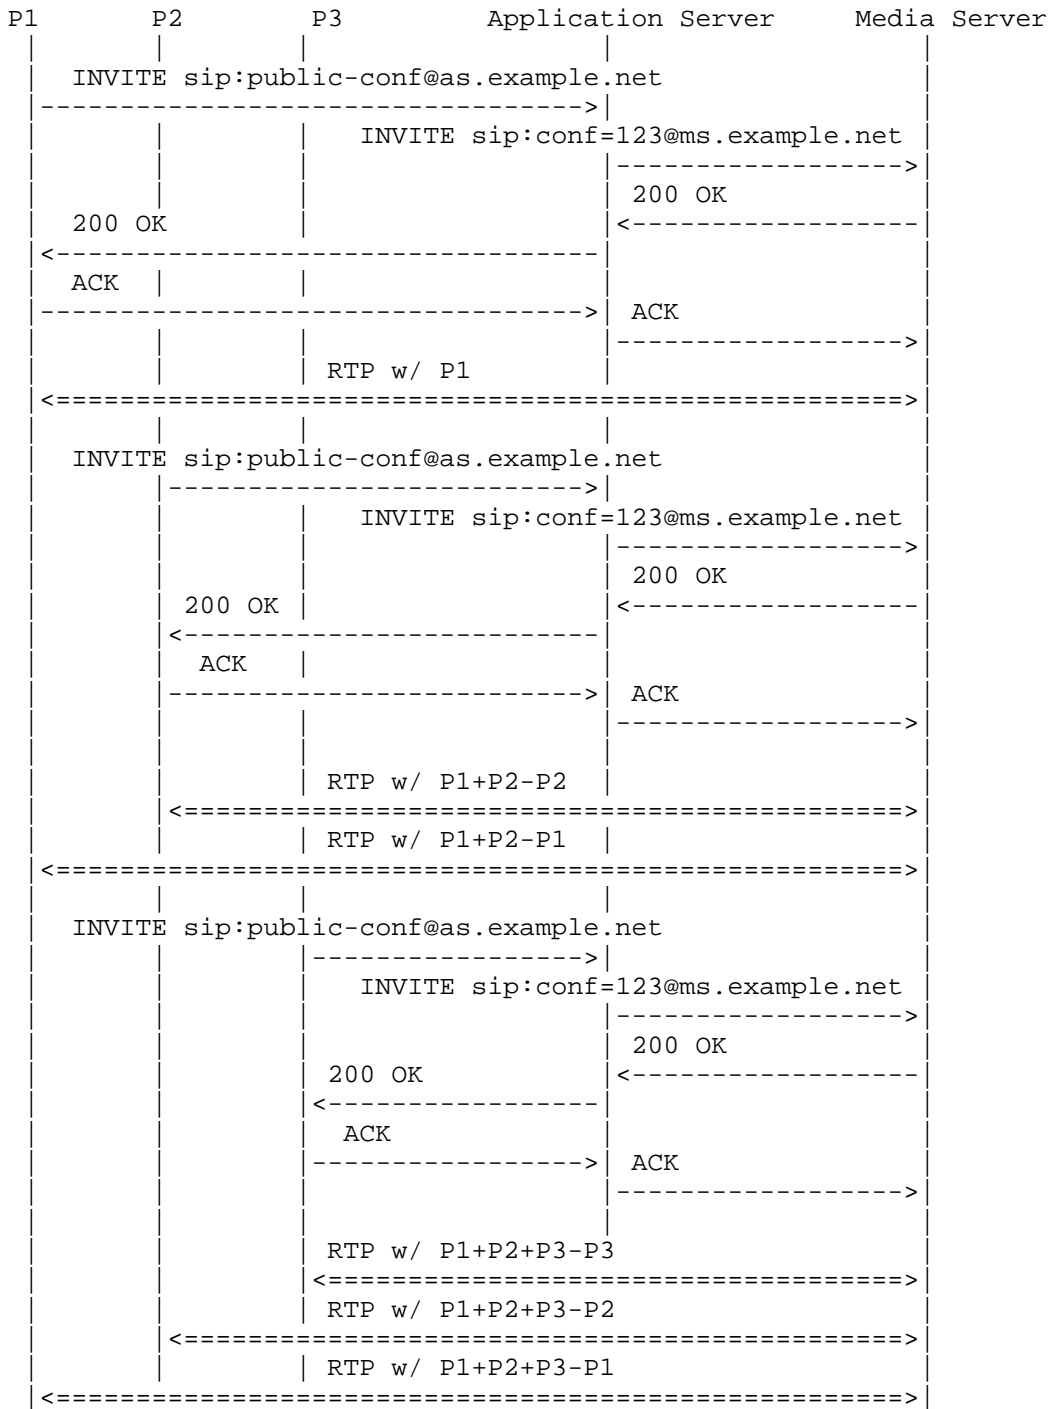 P1 P2 P3 Application Server Media Server
INVITE sip:public-conf@as.example.net
INVITE sip:conf=123@ms.example.net
200 OK
200 OK
ACK
ACK
RTP w/ P1
INVITE sip:public-conf@as.example.net
INVITE sip:conf=123@ms.example.net
200 OK
200 OK
ACK
ACK
RTP w/ P1+P2-P2
RTP w/ P1+P2-P1
INVITE sip:public-conf@as.example.net
INVITE sip:conf=123@ms.example.net
200 OK
200 OK
ACK
ACK
RTP w/ P1+P2+P3-P3
RTP w/ P1+P2+P3-P2
RTP w/ P1+P2+P3-P1